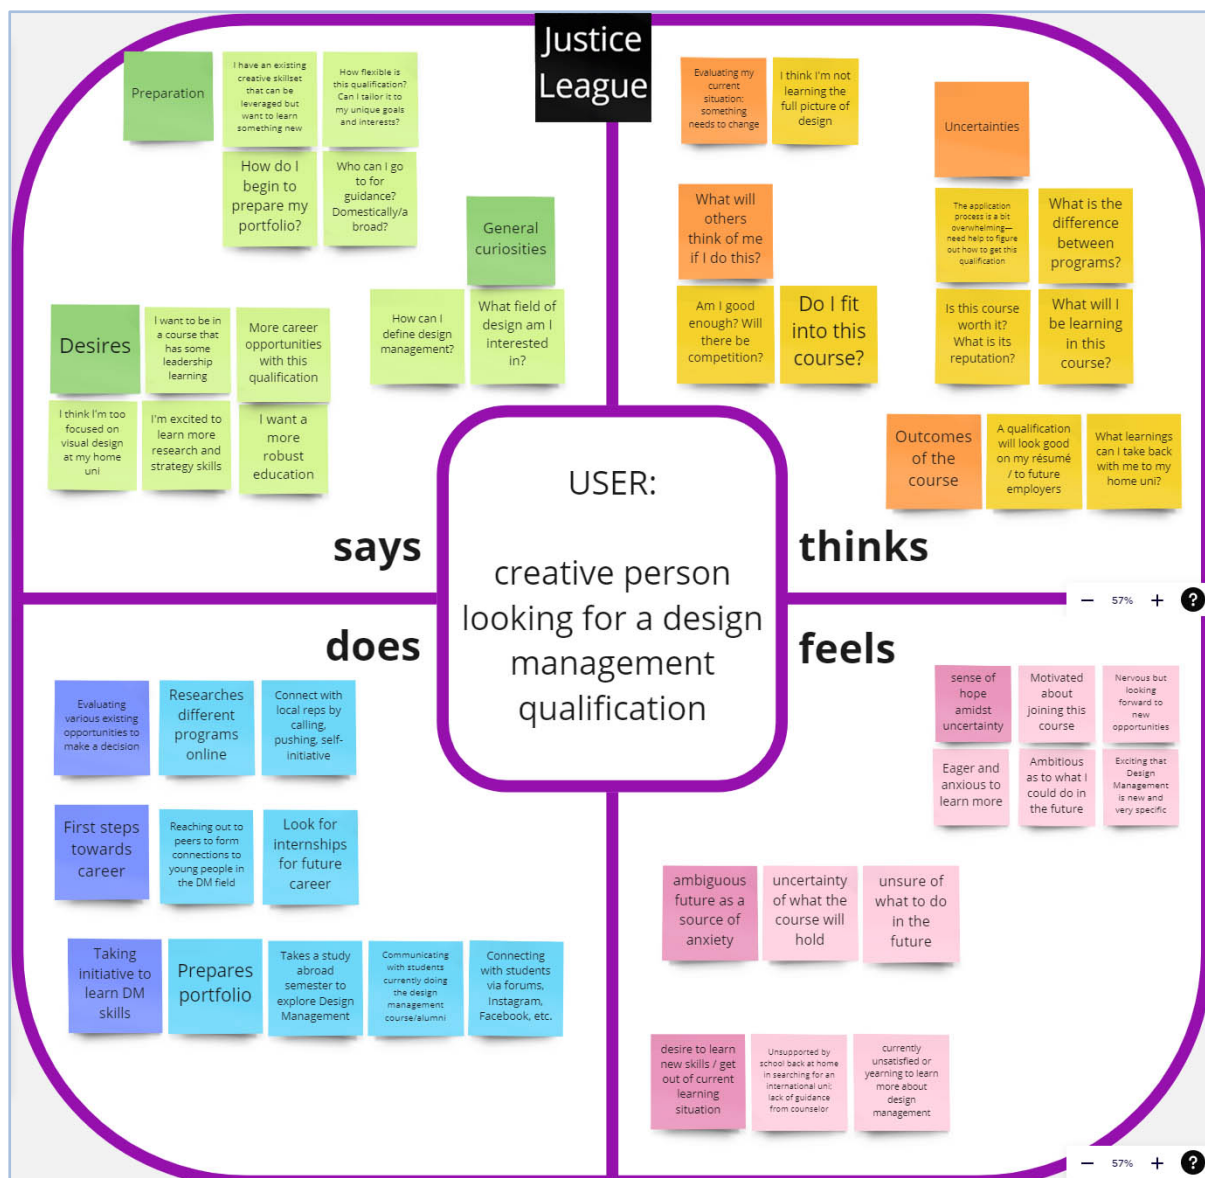 Justice
League
Preparation
I have an existing
creative skillset
that can be
leveraged but
want to learn
something new
How flexible is
this qualification?
Can I tailor it to
my unique goals
and interests?
How do I
begin to
prepare my
portfolio?
Who can I go
to for
guidance?
Domestically/a
broad?
General
curiosities
How can I
define design
management?
What field of
design am I
interested
in?
Desires
I want to be in
a course that
has some
leadership
learning
More career
opportunities
with this
qualification
I think I'm too
focused on
visual design
at my home
uni
I'm excited to
learn more
research and
strategy skills
I want a
more
robust
education
says
Evaluating my
current
situation:
something
needs to change
I think I'm not
learning the
full picture of
design
Uncertainties
What will
others
think of me
if I do this?
The application
process is a bit
overwhelming—
need help to figure
out how to get this
qualification
What is the
difference
between
programs?
Am I good
enough? Will
there be
competition?
Do I fit
into this
course?
Is this course
worth it?
What is its
reputation?
What will I
be learning
in this
course?
Outcomes
of the
course
A qualification
will look good
on my résumé
/ to future
employers
What learnings
can I take back
with me to my
home uni?
thinks
USER:
creative person
looking for a design
management
qualification
57%
does
Evaluating
various existing
opportunities to
make a decision
Researches
different
programs
online
Connect with
local reps by
calling,
pushing, self-
initiative
First steps
towards
career
Reaching out to
peers to form
connections to
young people in
the DM field
Look for
internships
for future
career
Taking
initiative to
learn DM
skills
Prepares
portfolio
Takes a study
abroad
semester to
explore Design
Management
Communicating
with students
currently doing
the design
management
course/alumni
Connecting
with students
via forums,
Instagram,
Facebook, etc.
feels
sense of
hope
amidst
uncertainty
Motivated
about
joining this
course
Nervous but
looking
forward to
new
opportunities
Eager and
anxious to
learn more
Ambitious
as to what I
could do in
the future
Exciting that
Design
Management
is new and
very specific
ambiguous
future as a
source of
anxiety
uncertainty
of what the
course will
hold
unsure of
what to do
in the
future
desire to learn
new skills / get
out of current
learning
situation
Unsupported by
school back at home
in searching for an
international uni;
lack of guidance
from counselor
currently
unsatisfied or
yearning to learn
more about
design
management
57%